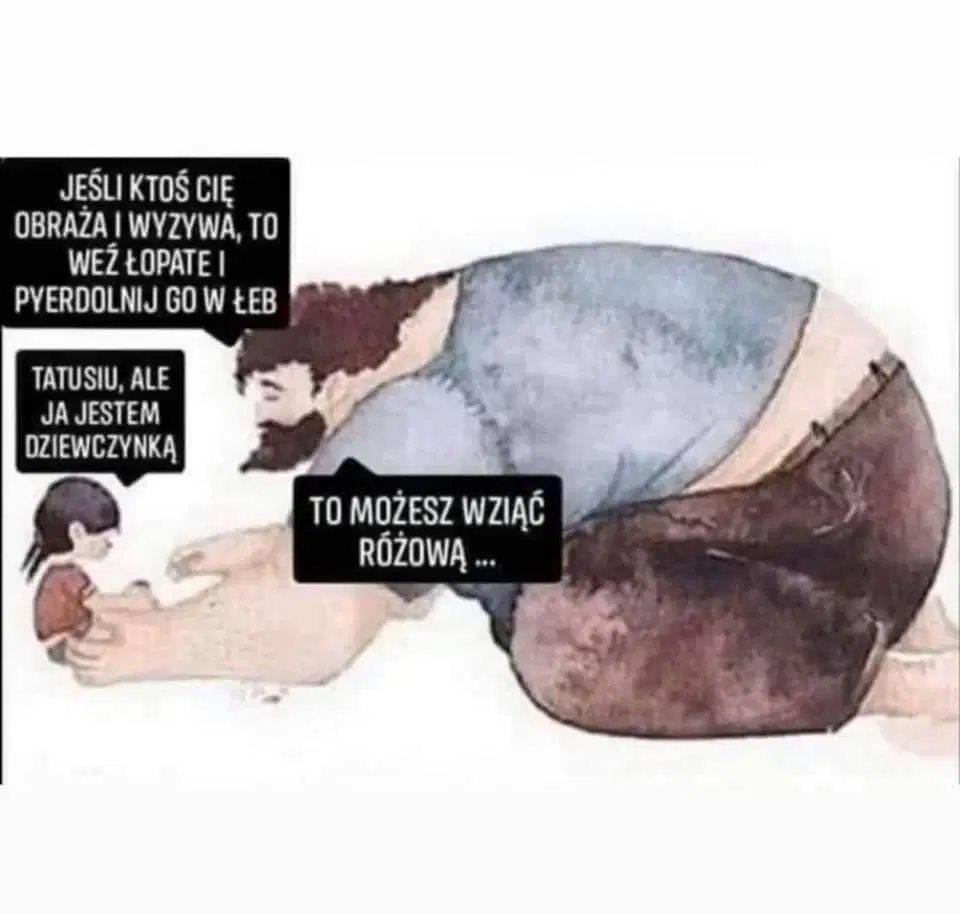 JEŚLI KTOŚ CIĘ
OBRAŻA I WYZYWA, TO
WEŹ ŁOPATE I
PYERDOLNIJ GO W ŁEB
TATUSIU, ALE
JA JESTEM
DZIEWCZYNKĄ
TO MOŻESZ WZIĄĆ
RÓŻOWĄ ...